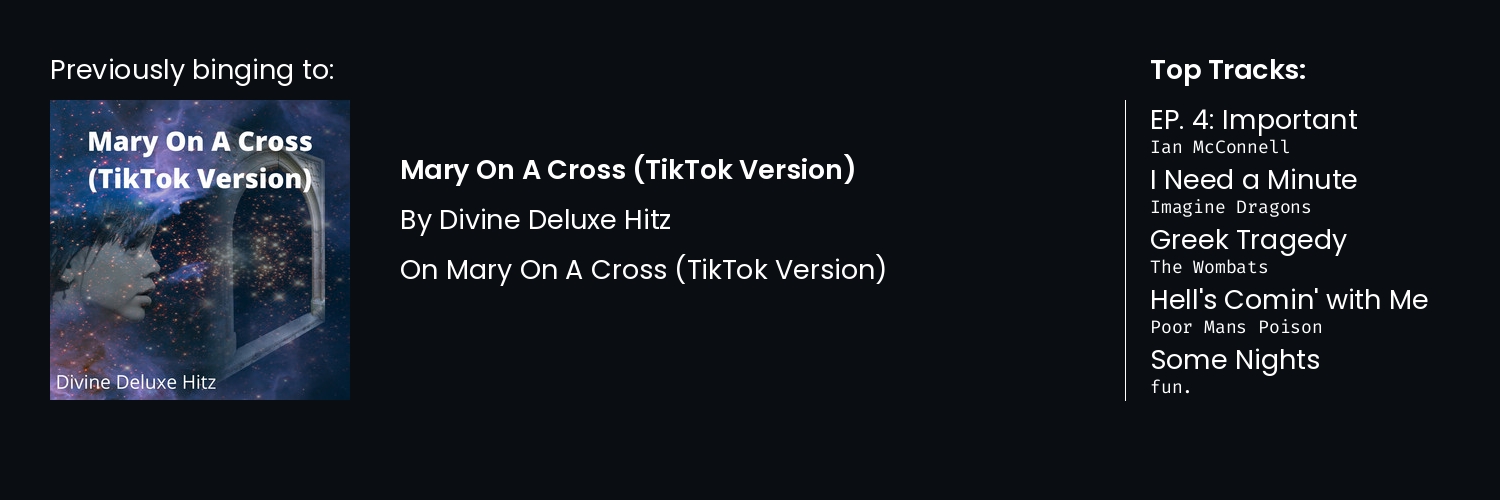 Previously binging to:
Mary On A Cross
(TikTok Version)
Divine Deluxe Hitz
Mary On A Cross (TikTok Version)
By Divine Deluxe Hitz
On Mary On A Cross (TikTok Version)
Top Tracks:
EP. 4: Important
Ian McConnell
I Need a Minute
Imagine Dragons
Greek Tragedy
The Wombats
Hell's Comin' with Me
Poor Mans Poison
Some Nights
fun.